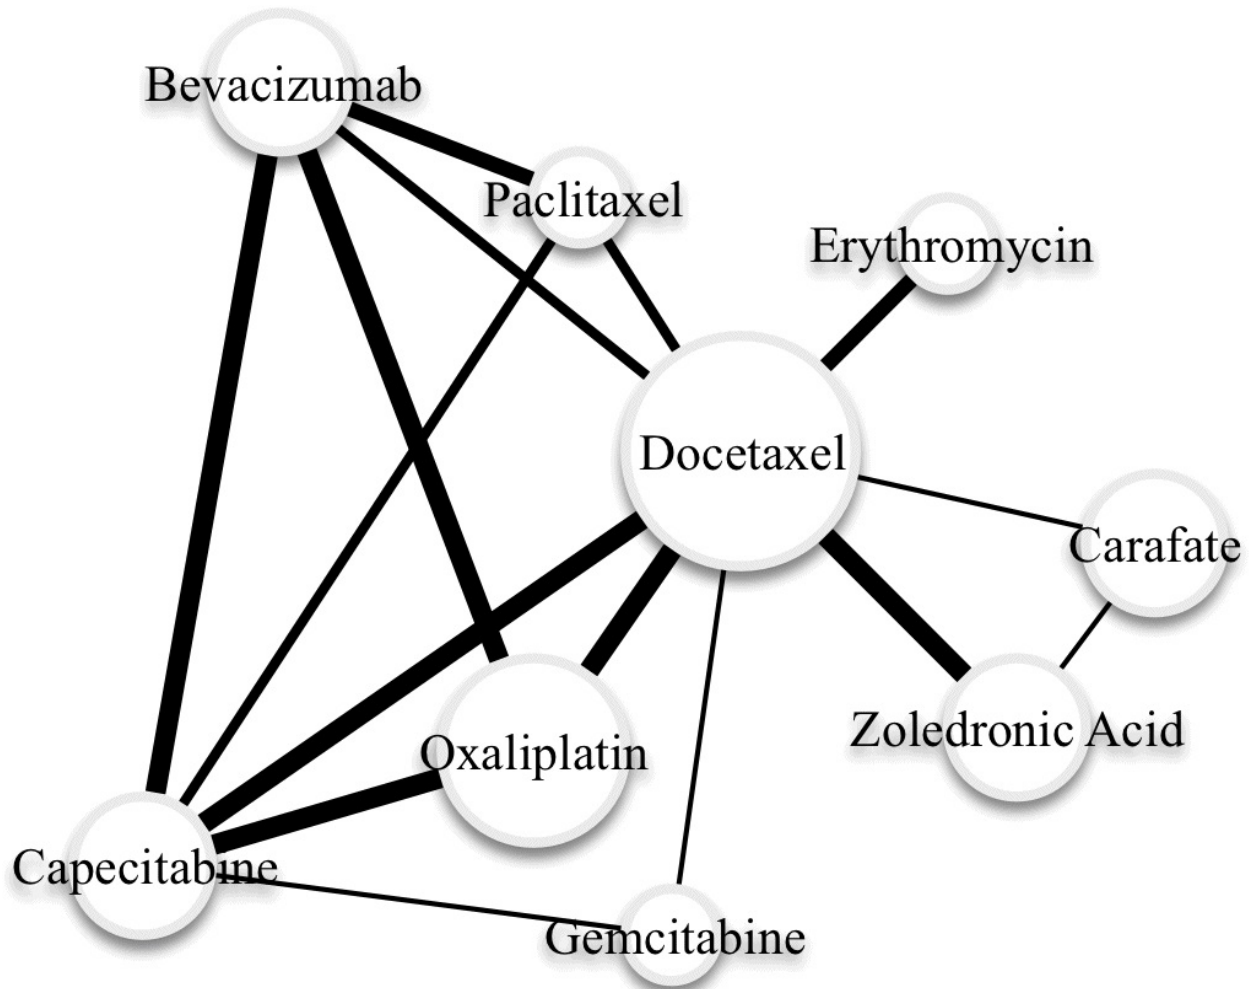 Bevacizumab
Paclitaxel
Erythromycin
Docetaxel
Carafate
Zoledronic Acid
Oxaliplatin
Capecitabine
Gemcitabine